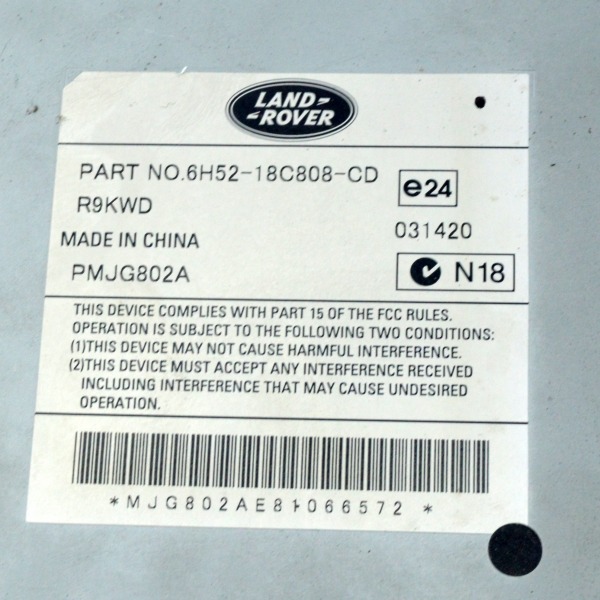 LAND-
-ROVER
PART NO.6H52-18C808-CD
e24
R9KWD
031420
MADE IN CHINA
PMJG802A
N18
THIS DEVICE COMPLIES WITH PART 15 OF THE FCC RULES.
OPERATION IS SUBJECT TO THE FOLLOWING TWO CONDITIONS:
(1)THIS DEVICE MAY NOT CAUSE HARMFUL INTERFERENCE.
(2)THIS DEVICE MUST ACCEPT ANY INTERFERENCE RECEIVED
INCLUDING INTERFERENCE THAT MAY CAUSE UNDESIRED
OPERATION.
*MJG802AE81066572 *